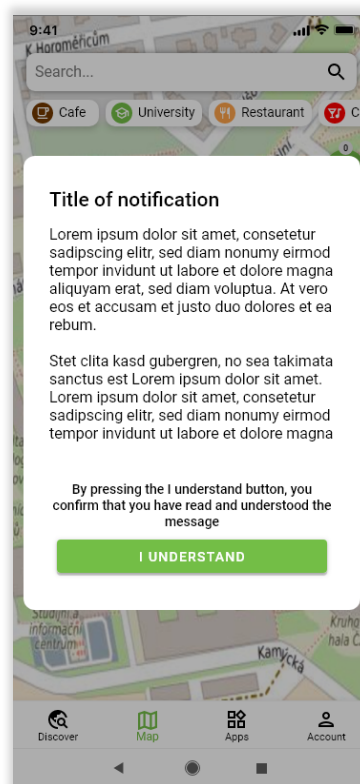 9:41
K Horoměřicům
Search...
Cafe
University
Restaurant
C
0
Title of notification
Lorem ipsum dolor sit amet, consetetur
sadipscing elitr, sed diam nonumy eirmod
tempor invidunt ut labore et dolore magna
aliquyam erat, sed diam voluptua. At vero
eos et accusam et justo duo dolores et ea
rebum.
Stet clita kasd gubergren, no sea takimata
sanctus est Lorem ipsum dolor sit amet.
Lorem ipsum dolor sit amet, consetetur
sadipscing elitr, sed diam nonumy eirmod
tempor invidunt ut labore et dolore magna
By pressing the I understand button, you
confirm that you have read and understood the
message
I UNDERSTAND
Studijní a
informační
centrum
Kamýcká
Kruho
hala Č
Discover
Map
Apps
Account